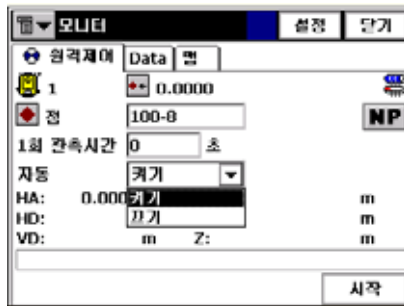 모니터 설정 닫기
원격제어 Data 맵
1 0.0000
점 100-8 NP
1회 관측시간 0 초
자동 켜기
HA: 0.000 켜기 m
HD: 끄기 m
VD: m Z: m
시작